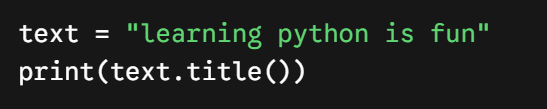 text = "learning python is fun"
print(text.title())